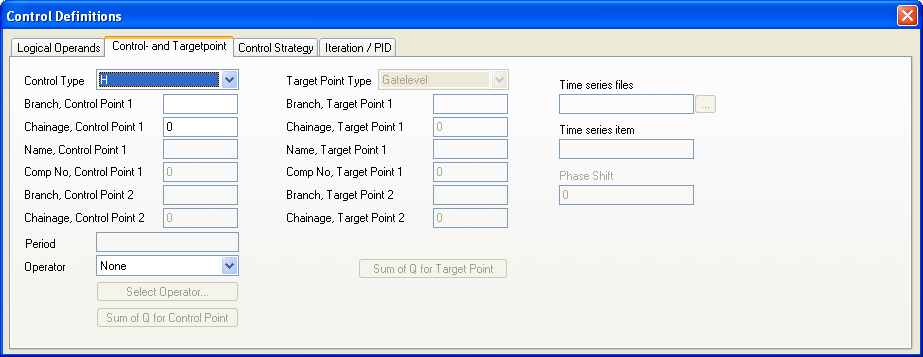 Control Definitions
Logical Operands Control- and Targetpoint Control Strategy Iteration / PID
Control Type H
Branch, Control Point 1
Chainage, Control Point 1 0
Name, Control Point 1
Comp No, Control Point 1 0
Branch, Control Point 2
Chainage, Control Point 2 0
Period
Operator None
Select Operator...
Sum of Q for Control Point
Target Point Type Gatelevel
Branch, Target Point 1
Chainage, Target Point 1 0
Name, Target Point 1
Comp No, Target Point 1 0
Branch, Target Point 2
Chainage, Target Point 2 0
Sum of Q for Target Point
Time series files
...
Time series item
Phase Shift
0